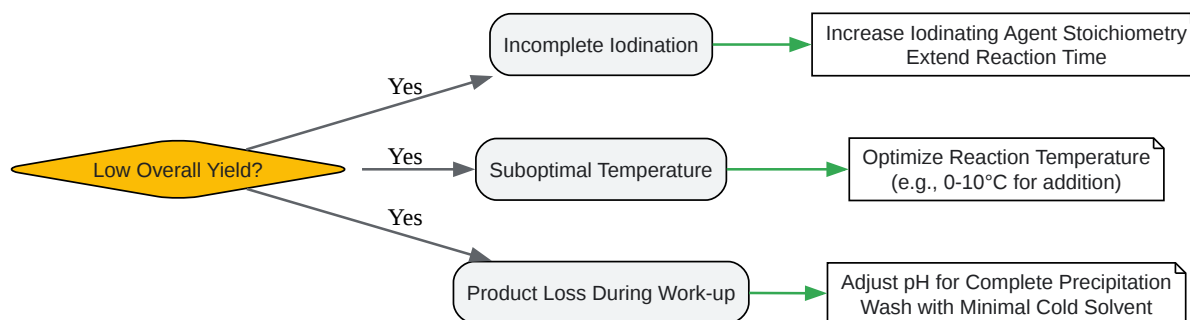 Low Overall Yield?
Yes
Incomplete Iodination
Increase Iodinating Agent Stoichiometry
Extend Reaction Time
Yes
Suboptimal Temperature
Optimize Reaction Temperature
(e.g., 0-10°C for addition)
Yes
Product Loss During Work-up
Adjust pH for Complete Precipitation
Wash with Minimal Cold Solvent